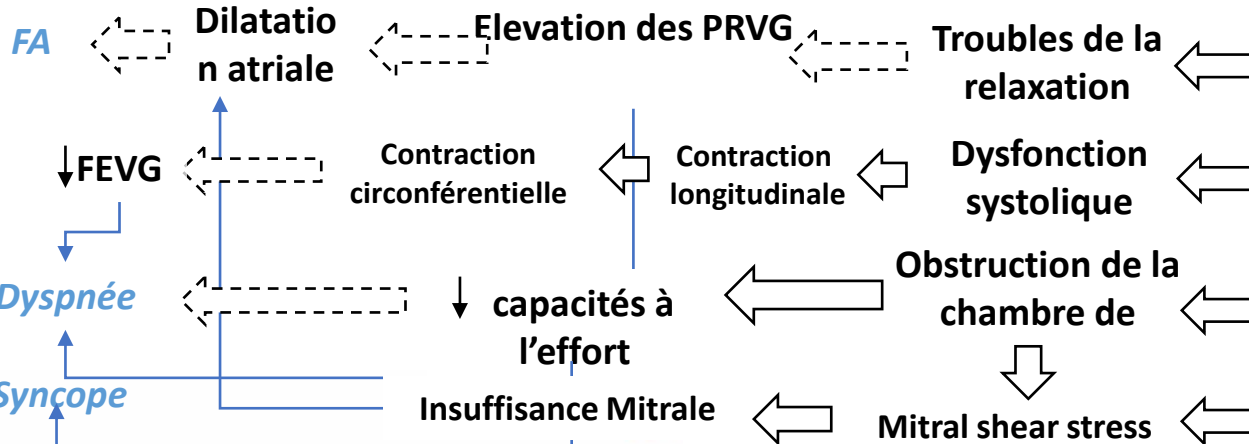 FA
Dilatatio
n atriale
Elevation des PRVG
Troubles de la
relaxation
FEVG
Contraction
circonférentielle
Contraction
longitudinale
Dysfonction
systolique
Dyspnée
capacités à
l'effort
Obstruction de la
chambre de
Syncope
Insuffisance Mitrale
Mitral shear stress